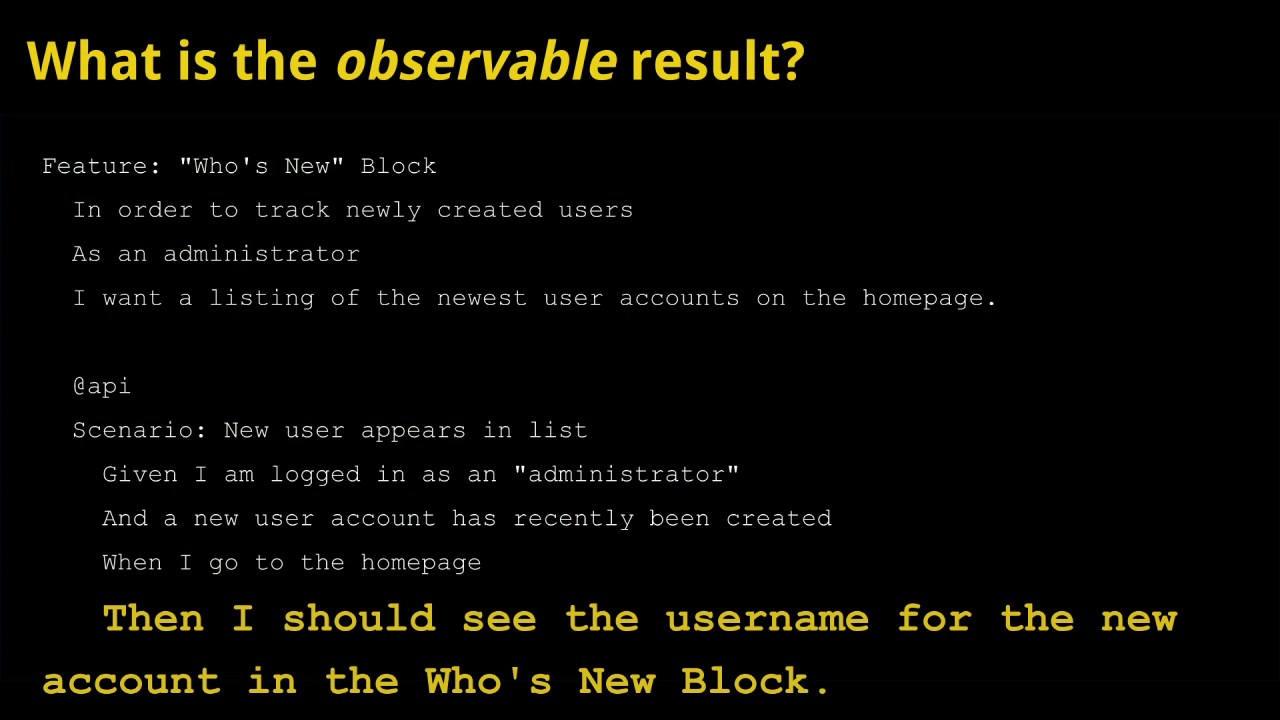 What is the observable result?
Feature: "Who's New" Block
In order to track newly created users
As an administrator
I want a listing of the newest user accounts on the homepage.
@api
Scenario: New user appears in list
Given I am logged in as an "administrator"
And a new user account has recently been created
When I go to the homepage
Then I should see the username for the new
account in the Who's New Block.